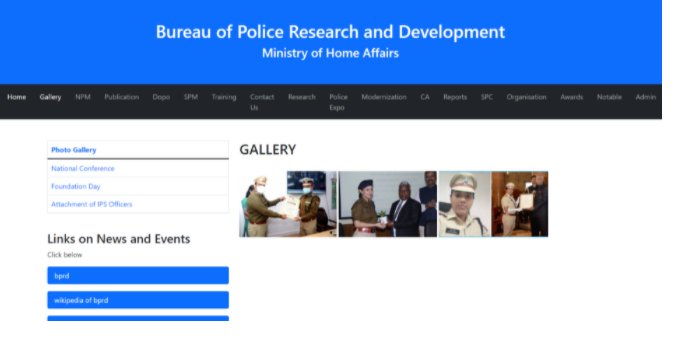 Bureau of Police Research and Development
Ministry of Home Affairs
Home Gallery NPM Publication Dopo SPM Training Contact Us Research Police Expo Modernization CA Reports SPC Organisation Awards Notable Admin
Photo Gallery
National Conference
Foundation Day
Attachment of IPS Officers
GALLERY
Links on News and Events
Click below
bprd
wikipedia of bprd